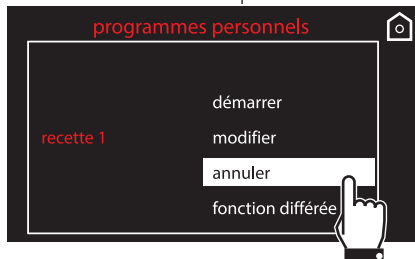 programmes personnels
démarrer
recette 1
modifier
annuler
fonction différée